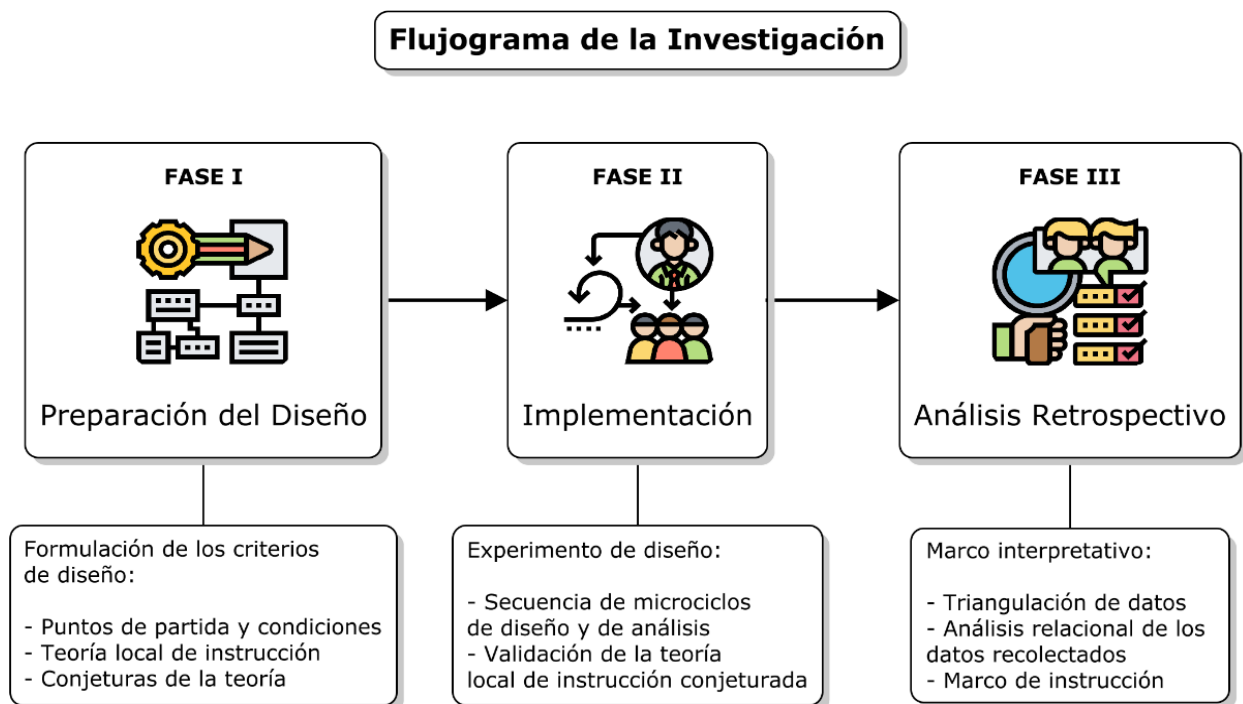 Flujograma de la Investigación
FASE I
Preparación del Diseño
FASE II
Implementación
FASE III
Análisis Retrospectivo
Formulación de los criterios
de diseño:
- Puntos de partida y condiciones
- Teoría local de instrucción
- Conjeturas de la teoría
Experimento de diseño:
- Secuencia de microciclos
de diseño y de análisis
- Validación de la teoría
local de instrucción conjeturada
Marco interpretativo:
- Triangulación de datos
- Análisis relacional de los
datos recolectados
- Marco de instrucción